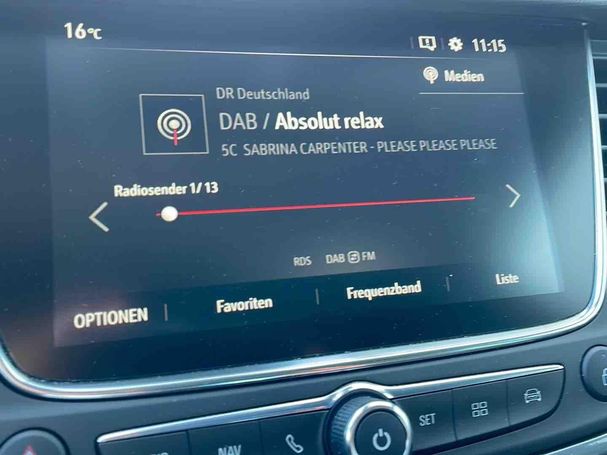 16°C
11:15
Medien
DR Deutschland
DAB / Absolut relax
5C SABRINA CARPENTER - PLEASE PLEASE PLEASE
Radiosender 1/13
RDS DAB FM
OPTIONEN Favoriten Frequenzband Liste
NAV SET